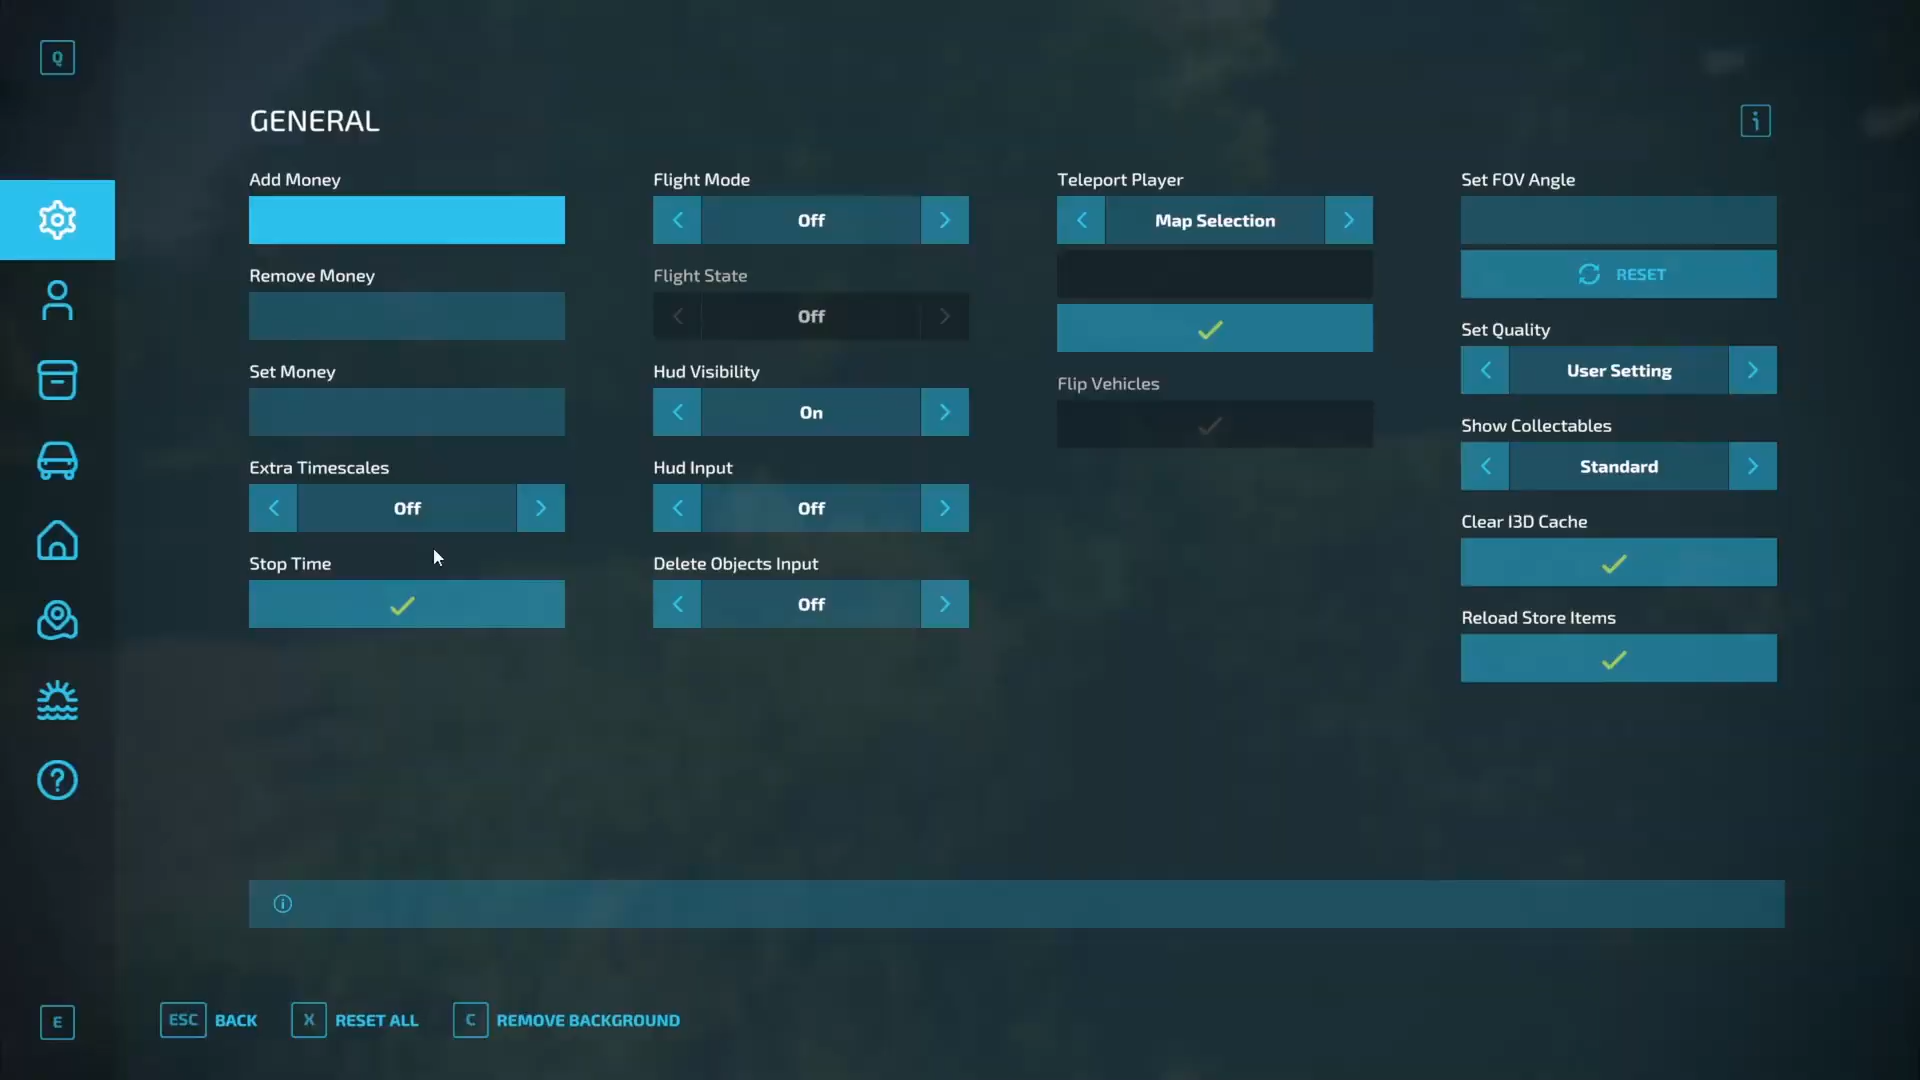 Q
GENERAL
Add Money
Remove Money
Set Money
Extra Timescales
Off
Stop Time
Flight Mode
Off
Flight State
Off
Hud Visibility
On
Hud Input
Off
Delete Objects Input
Off
Teleport Player
Map Selection
Flip Vehicles
Set FOV Angle
RESET
Set Quality
User Setting
Show Collectables
Standard
Clear I3D Cache
Reload Store Items
E
ESC BACK X RESET ALL C REMOVE BACKGROUND